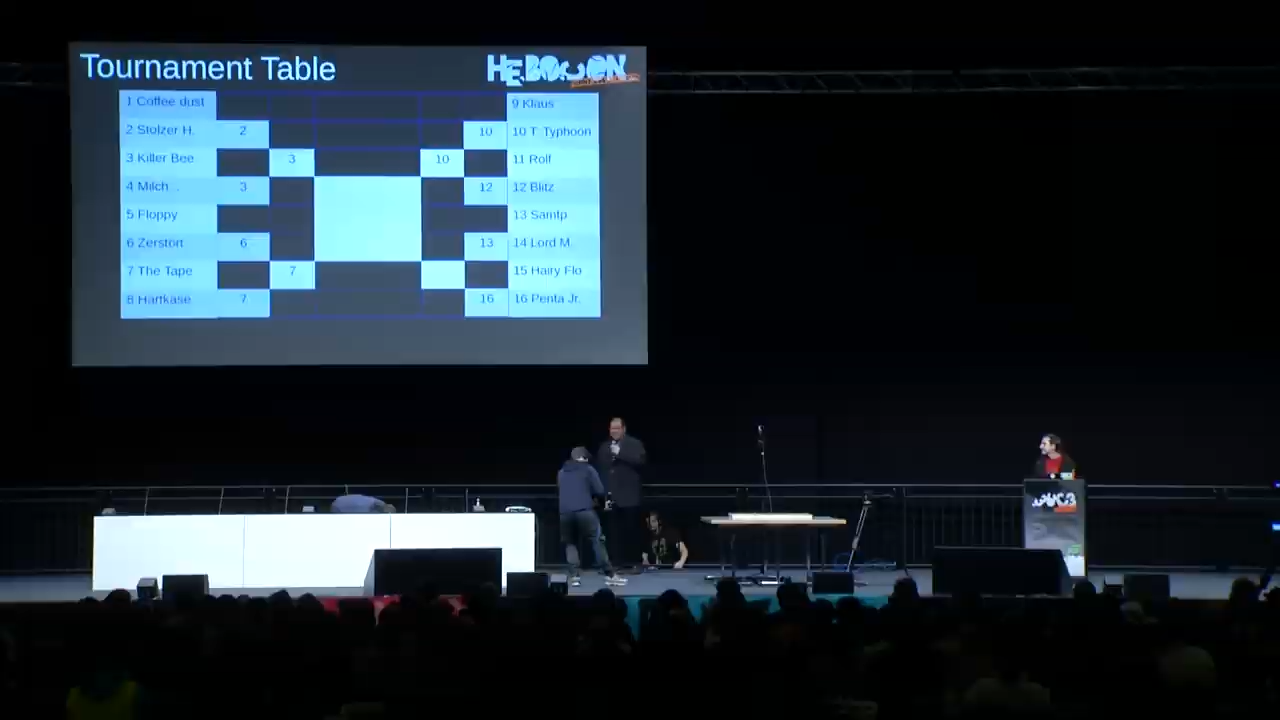 Tournament Table
HEBOCON
1 Coffee dust 9 Klaus
2 Stolzer H. 2 10 10 T Typhoon
3 Killer Bee 3 10 11 Rolf
4 Milch... 3 12 12 Blitz
5 Floppy 13 Samtp
6 Zerstört 6 13 14 Lord M.
7 The Tape 7 15 Hairy Flo
8 Hartkäse 7 16 16 Penta Jr.